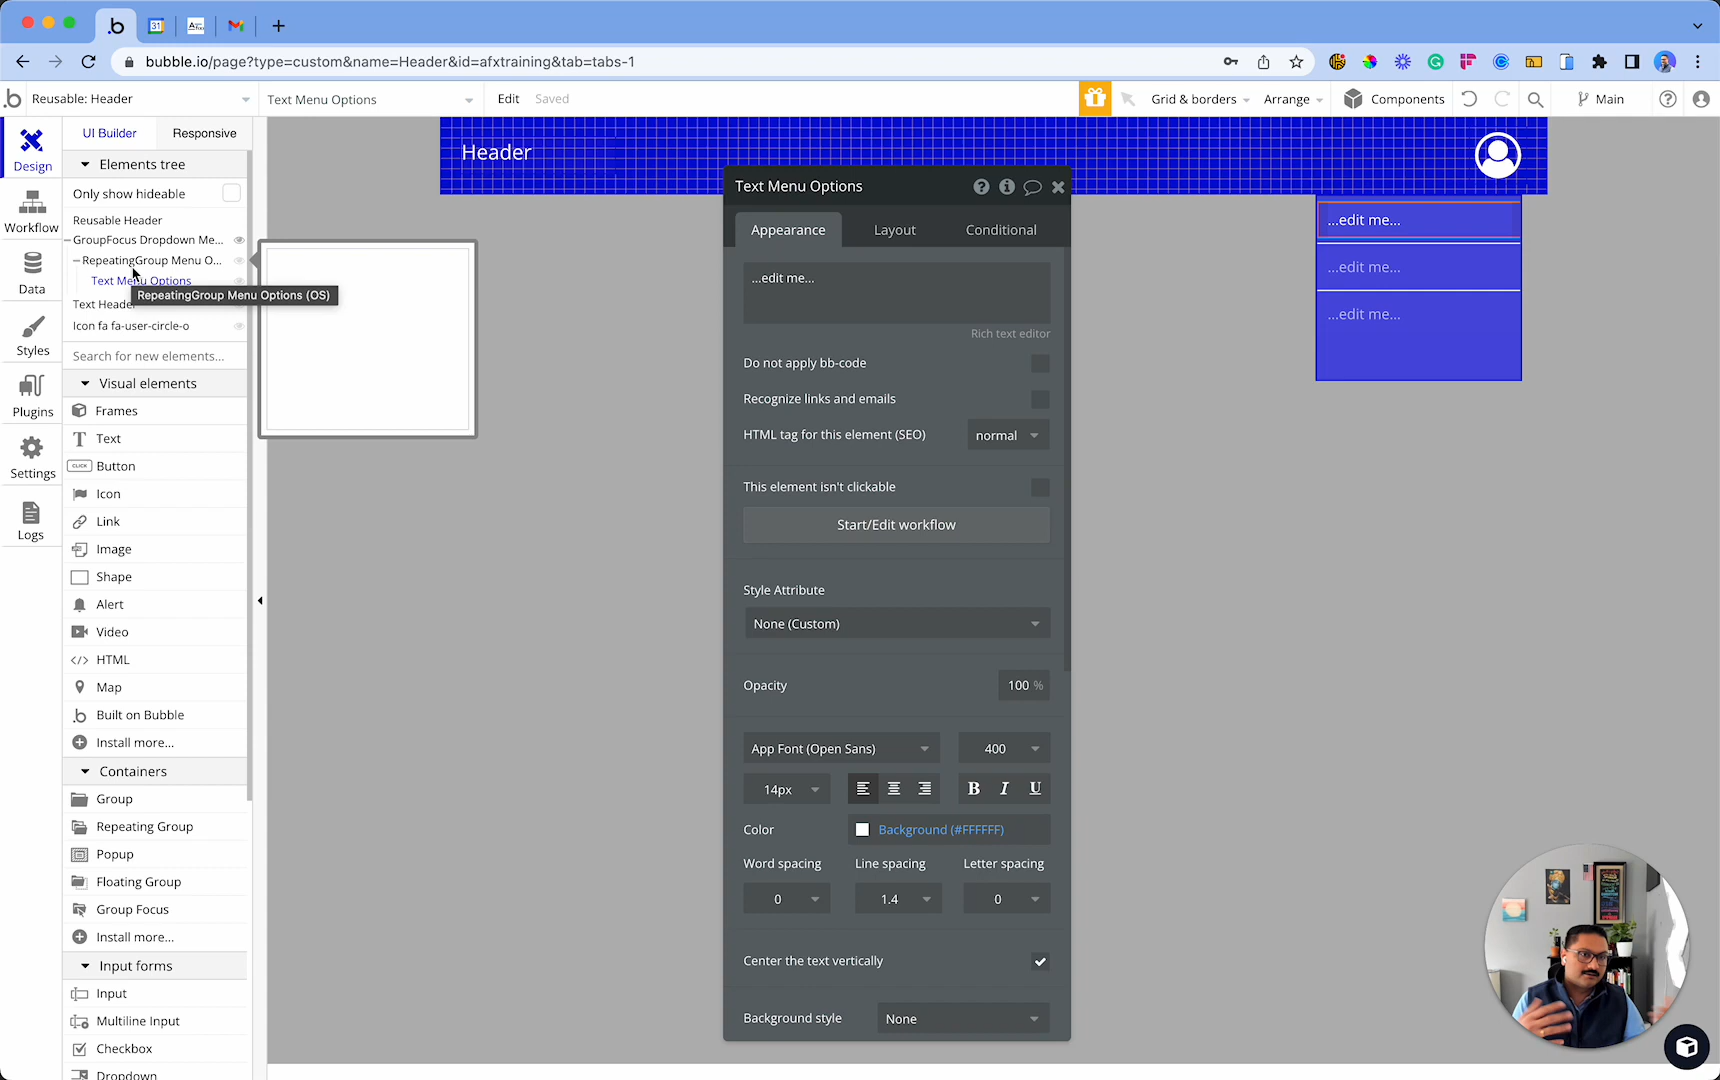 31
bubble.io/page?type=custom&name=Header&id=afxtraining&tab=tabs-1
Reusable: Header
Text Menu Options
Edit
Saved
Grid & borders
Arrange
Components
Main
Design
Workflow
Data
Styles
Plugins
Settings
Logs
UI Builder
Responsive
Elements tree
Only show hideable
Reusable Header
GroupFocus Dropdown Me...
RepeatingGroup Menu O...
Text Menu Options
RepeatingGroup Menu Options (OS)
Text Header
Icon fa fa-user-circle-o
Search for new elements...
Visual elements
Frames
Text
CLICK Button
Icon
Link
Image
Shape
Alert
Video
HTML
Map
Built on Bubble
Install more...
Containers
Group
Repeating Group
Popup
Floating Group
Group Focus
Install more...
Input forms
Input
Multiline Input
Checkbox
Dropdown
Header
...edit me...
...edit me...
...edit me...
Text Menu Options
Appearance
Layout
Conditional
...edit me...
Rich text editor
Do not apply bb-code
Recognize links and emails
HTML tag for this element (SEO)
normal
This element isn't clickable
Start/Edit workflow
Style Attribute
None (Custom)
Opacity
100 %
App Font (Open Sans)
400
14px
B I U
Color
Background (#FFFFFF)
Word spacing
Line spacing
Letter spacing
0
1.4
0
Center the text vertically
Background style
None